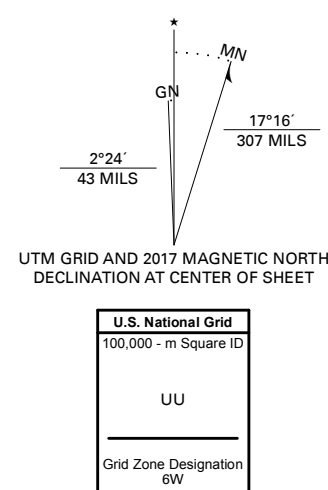 ★
MN
GN
17°16´
307 MILS
2°24´
43 MILS
UTM GRID AND 2017 MAGNETIC NORTH
DECLINATION AT CENTER OF SHEET
U.S. National Grid
100,000 - m Square ID
UU
Grid Zone Designation
6W